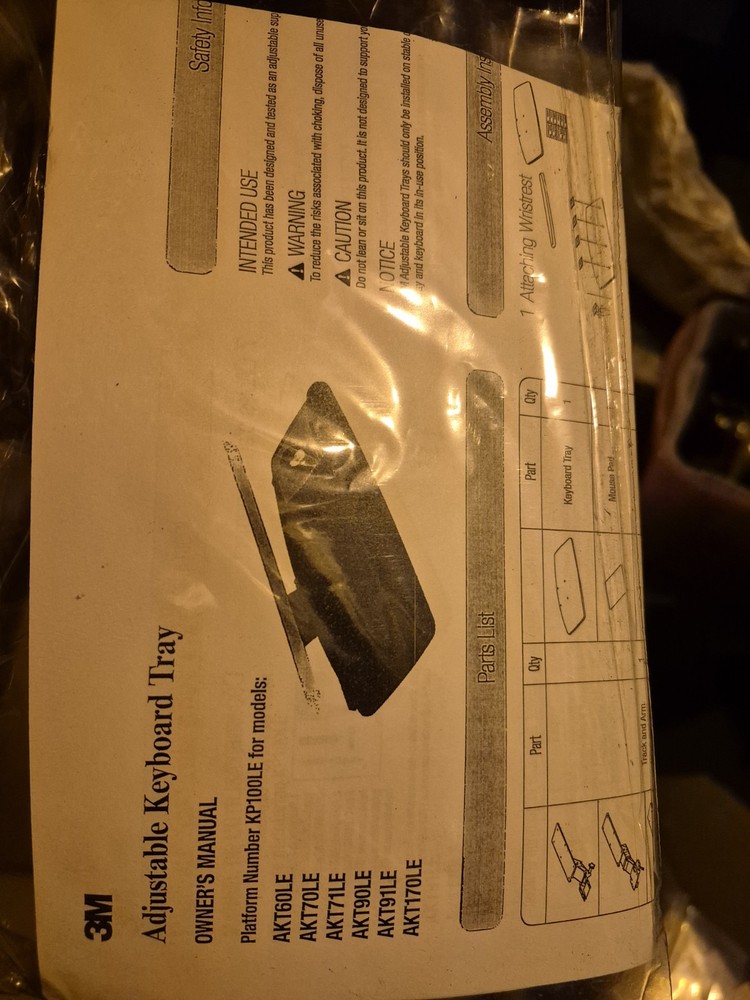 3M
Adjustable Keyboard Tray
OWNER'S MANUAL
Platform Number KP100LE for models:
AKT60LE
AKT70LE
AKT71LE
AKT90LE
AKT91LE
AKT170LE
Safety Info
INTENDED USE
This product has been designed and tested as an adjustable
WARNING
To reduce the risks associated with choking, dispose of all
CAUTION
Do not lean or sit on this product. It is not designed to support
NOTICE
Adjustable Keyboard Trays should only be installed on stable
and keyboard in its in-use position.
Parts List
Part Qty Part Qty
Keyboard Tray 1
Track and Arm 1 Mouse Pad
Assembly
1 Attaching Wristrest